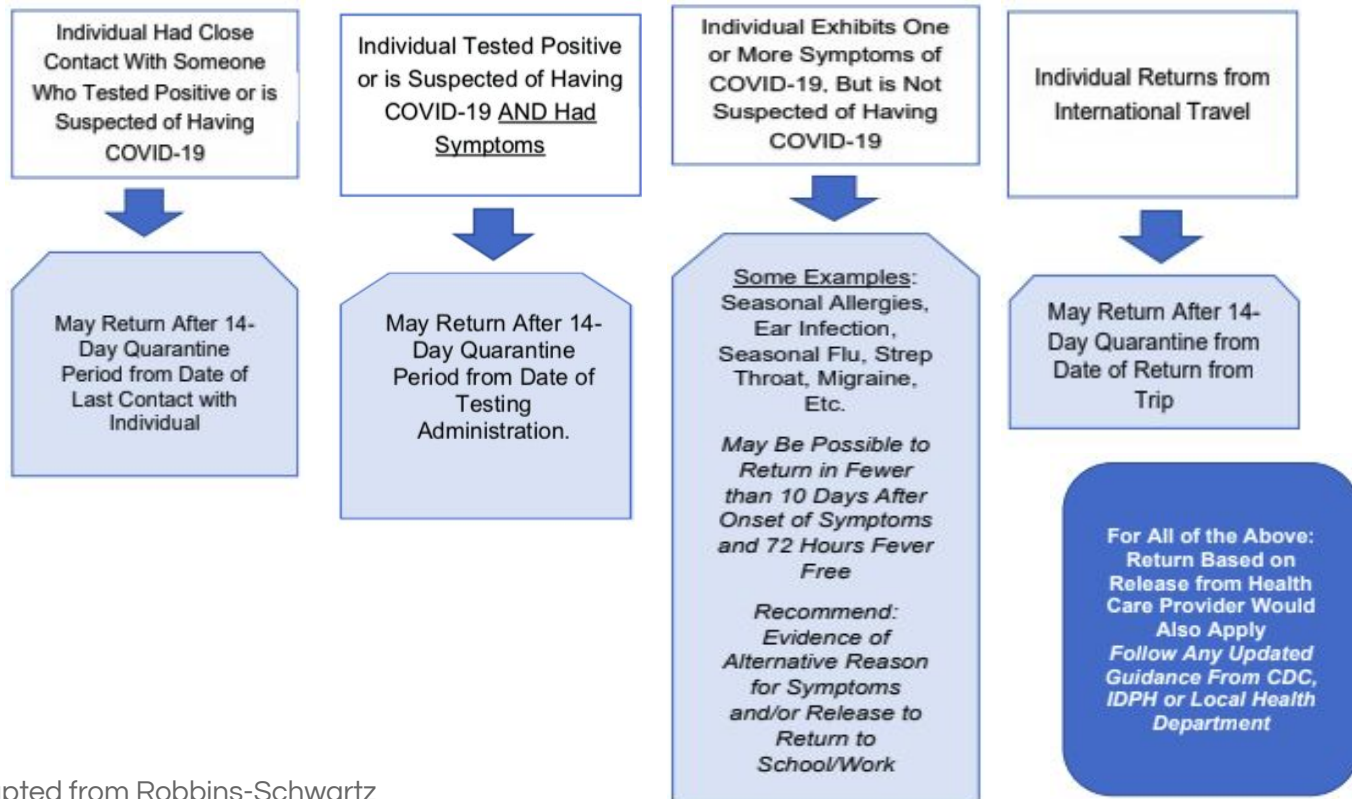 Individual Had Close
Contact With Someone
Who Tested Positive or is
Suspected of Having
COVID-19
May Return After 14-
Day Quarantine
Period from Date of
Last Contact with
Individual
Individual Tested Positive
or is Suspected of Having
COVID-19 AND Had
Symptoms
May Return After 14-
Day Quarantine
Period from Date of
Testing
Administration.
Individual Exhibits One
or More Symptoms of
COVID-19, But is Not
Suspected of Having
COVID-19
Some Examples:
Seasonal Allergies,
Ear Infection,
Seasonal Flu, Strep
Throat, Migraine,
Etc.
May Be Possible to
Return in Fewer
than 10 Days After
Onset of Symptoms
and 72 Hours Fever
Free
Recommend:
Evidence of
Alternative Reason
for Symptoms
and/or Release to
Return to
School/Work
Individual Returns from
International Travel
May Return After 14-
Day Quarantine from
Date of Return from
Trip
For All of the Above:
Return Based on
Release from Health
Care Provider Would
Also Apply
Follow Any Updated
Guidance From CDC,
IDPH or Local Health
Department
pted from Robbins-Schwartz